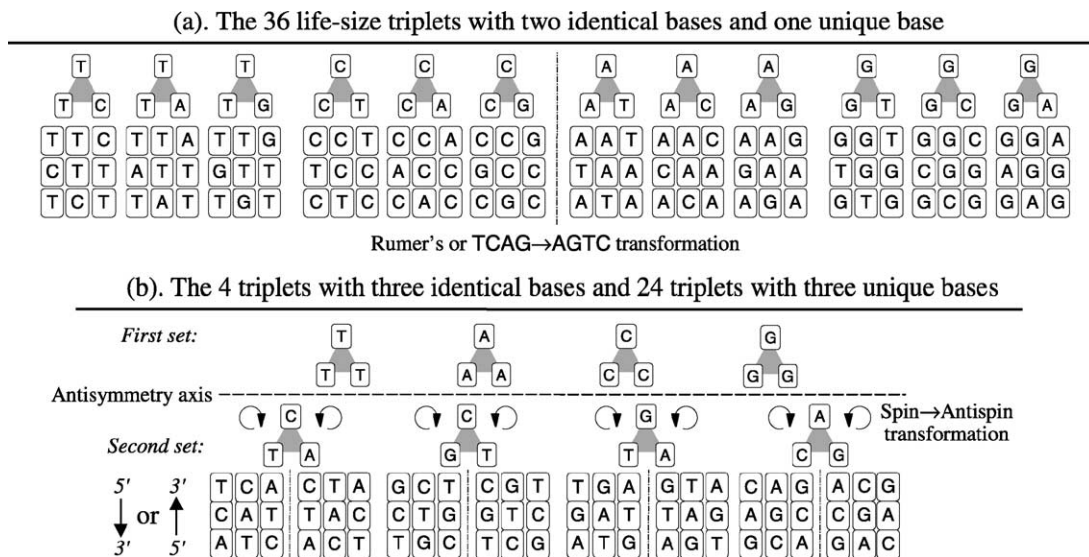 (a). The 36 life-size triplets with two identical bases and one unique base
T T T C C C A A A G G G
T C T A T G C T C A C G A T A C A G G T G C G A
T T C T T A T T G C C T C C A C C G A A T A A C A A G G G T G G C G G A
C T T A T T G T T T C C A C C G C C T A A C A A G A A T G G C G G A G G
T C T T A T T G T C T C C A C C G C A T A A C A A G A G T G G C G G A G
Rumer's or TCAG→AGTC transformation
(b). The 4 triplets with three identical bases and 24 triplets with three unique bases
First set: T A C G
T T A A C C G G
Antisymmetry axis
C C G A Spin→Antispin
Second set: T A G T T A C G transformation
5' 3' T C A C T A G C T C G T T G A G T A C A G A C G
or C A T T A C C T G G T C G A T T A G A G C C G A
3' 5' A T C A C T T G C T C G A T G A G T G C A G A C